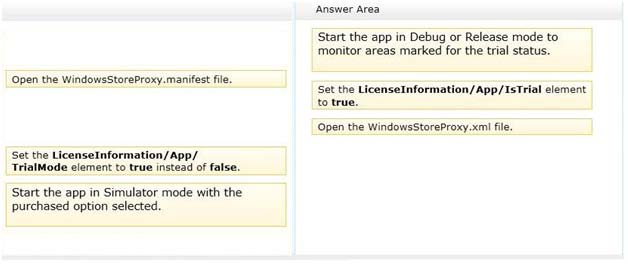 Open the WindowsStoreProxy.manifest file.
Set the LicenseInformation/App/
TrialMode element to true instead of false.
Start the app in Simulator mode with the
purchased option selected.
Answer Area
Start the app in Debug or Release mode to
monitor areas marked for the trial status.
Set the LicenseInformation/App/IsTrial element
to true.
Open the WindowsStoreProxy.xml file.